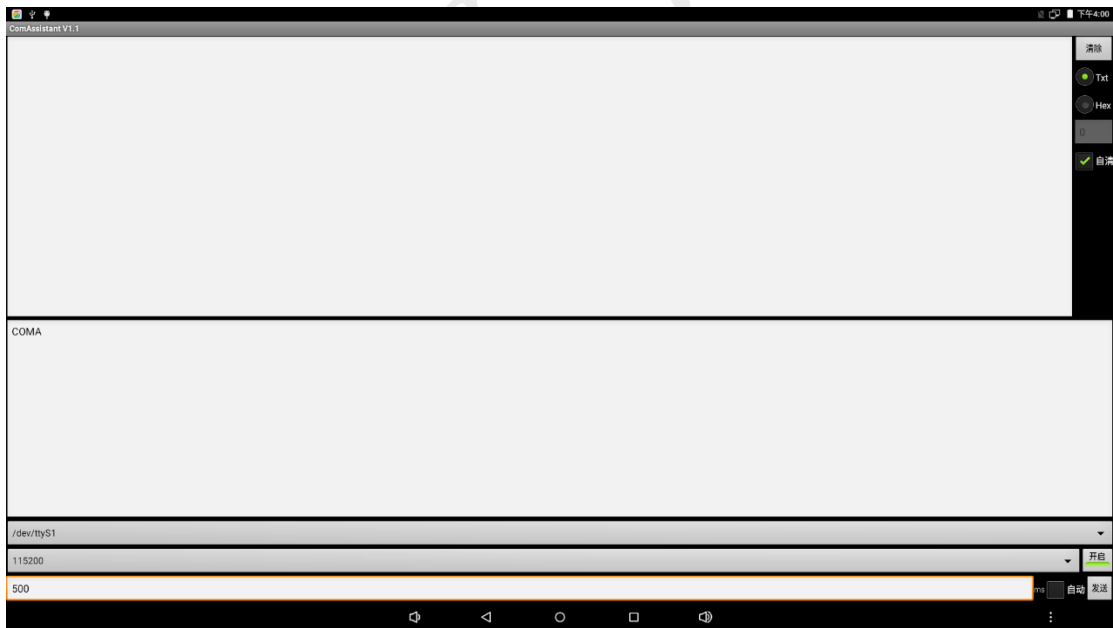 下午4:00
ComAssistant V1.1
清除
Txt
Hex
0
自清
COMA
/dev/ttyS1
115200
开启
500
ms
自动
发送